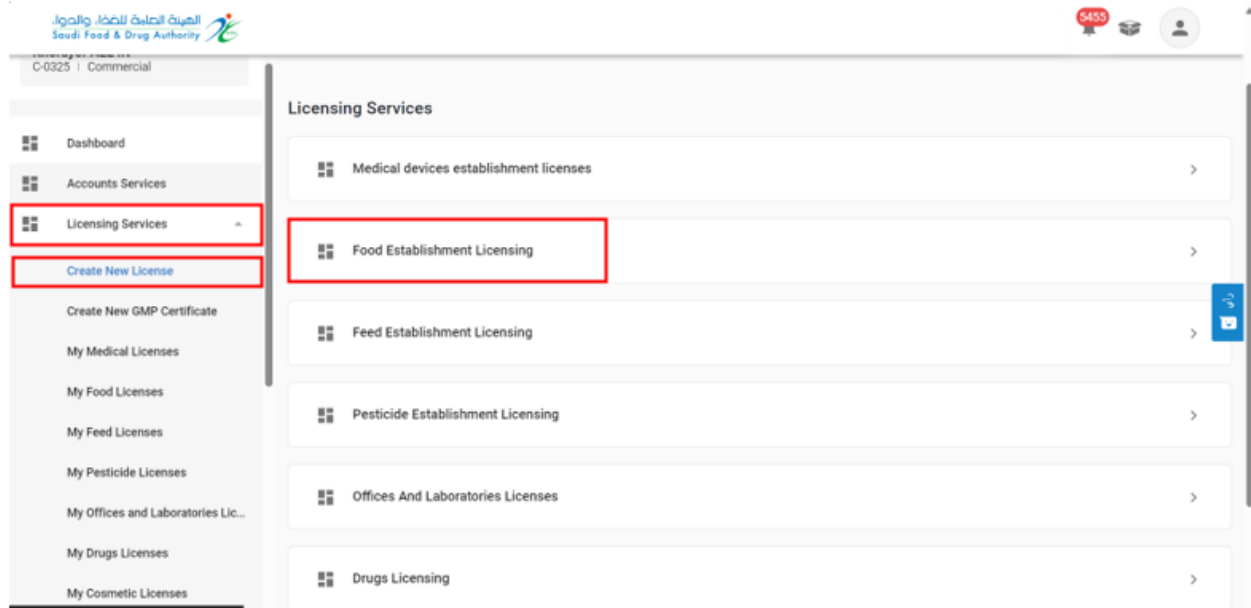 الهيئة العامة للغذاء والدواء
Saudi Food & Drug Authority
5455
C-0325 | Commercial
Dashboard
Accounts Services
Licensing Services
Create New License
Create New GMP Certificate
My Medical Licenses
My Food Licenses
My Feed Licenses
My Pesticide Licenses
My Offices and Laboratories Lic...
My Drugs Licenses
My Cosmetic Licenses
Licensing Services
Medical devices establishment licenses
Food Establishment Licensing
Feed Establishment Licensing
Pesticide Establishment Licensing
Offices And Laboratories Licenses
Drugs Licensing